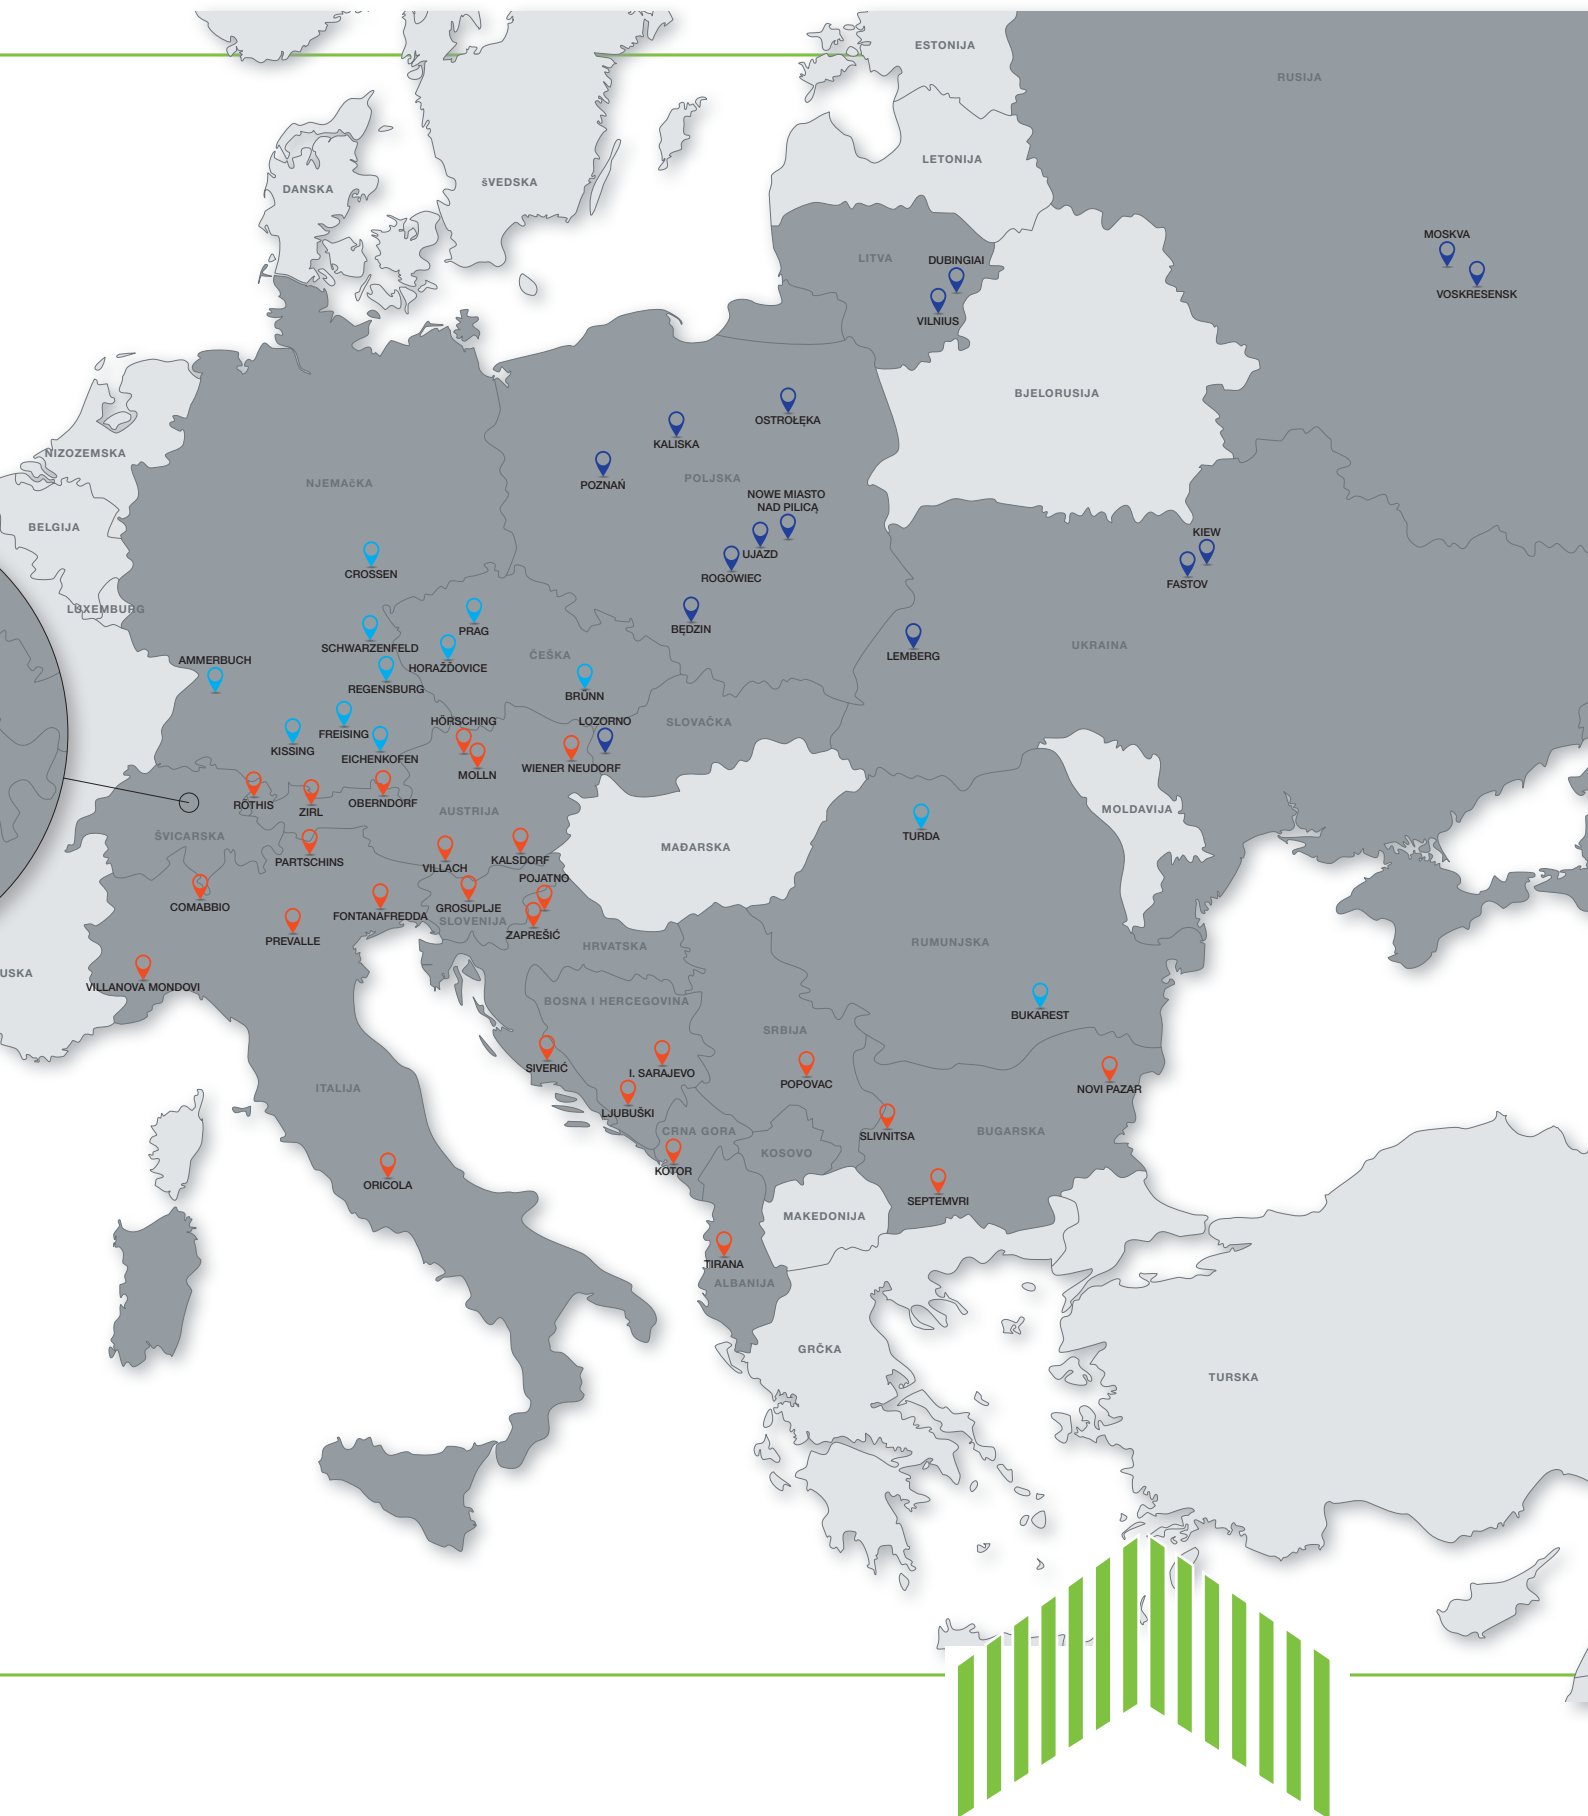 ESTONIJA
RUSIJA
LETONIJA
DANSKA
šVEDSKA
MOSKVA
LITVA
DUBINGIAI
VOSKRESENSK
VILNIUS
BJELORUSIJA
OSTROŁĘKA
KALISKA
NIZOZEMSKA
POLJSKA
NJEMAčKA
POZNAŃ
NOWE MIASTO
NAD PILICĄ
BELGIJA
KIEW
UJAZD
CROSSEN
ROGOWIEC
FASTOV
LUXEMBURG
BĘDZIN
PRAG
UKRAINA
SCHWARZENFELD
ČEŠKA
LEMBERG
AMMERBUCH
HORAŽĎOVICE
REGENSBURG
BRÜNN
HÖRSCHING
LOZORNO
SLOVAČKA
FREISING
KISSING
EICHENKOFEN
WIENER NEUDORF
MOLLN
RÖTHIS
OBERNDORF
ZIRL
AUSTRIJA
MOLDAVIJA
ŠVICARSKA
TURDA
MAĐARSKA
PARTSCHINS
VILLACH
KALSDORF
POJATNO
COMABBIO
GROSUPLJE
FONTANAFREDDA
SLOVENIJA
ZAPREŠIĆ
PREVALLE
HRVATSKA
RUMUNJSKA
USKA
VILLANOVA MONDOVI
BOSNA I HERCEGOVINA
BUKAREST
SRBIJA
SIVERIĆ
I. SARAJEVO
POPOVAC
ITALIJA
NOVI PAZAR
LJUBUŠKI
CRNA GORA
SLIVNITSA
BUGARSKA
KOSOVO
KOTOR
ORICOLA
SEPTEMVRI
MAKEDONIJA
TIRANA
ALBANIJA
GRČKA
TURSKA